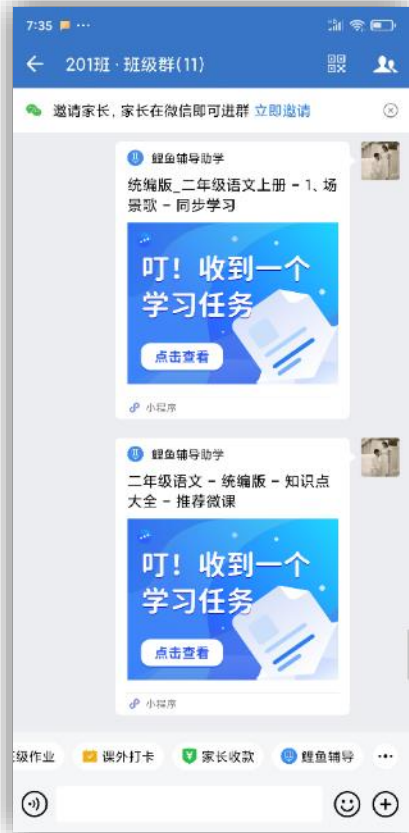 7:35
201班 · 班级群(11)
邀请家长，家长在微信即可进群 立即邀请
鲤鱼辅导助学
统编版_二年级语文上册 - 1、场
景歌 - 同步学习
叮！收到一个
学习任务
点击查看
小程序
鲤鱼辅导助学
二年级语文 - 统编版 - 知识点
大全 - 推荐微课
叮！收到一个
学习任务
点击查看
小程序
级作业 课外打卡 家长收款 鲤鱼辅导